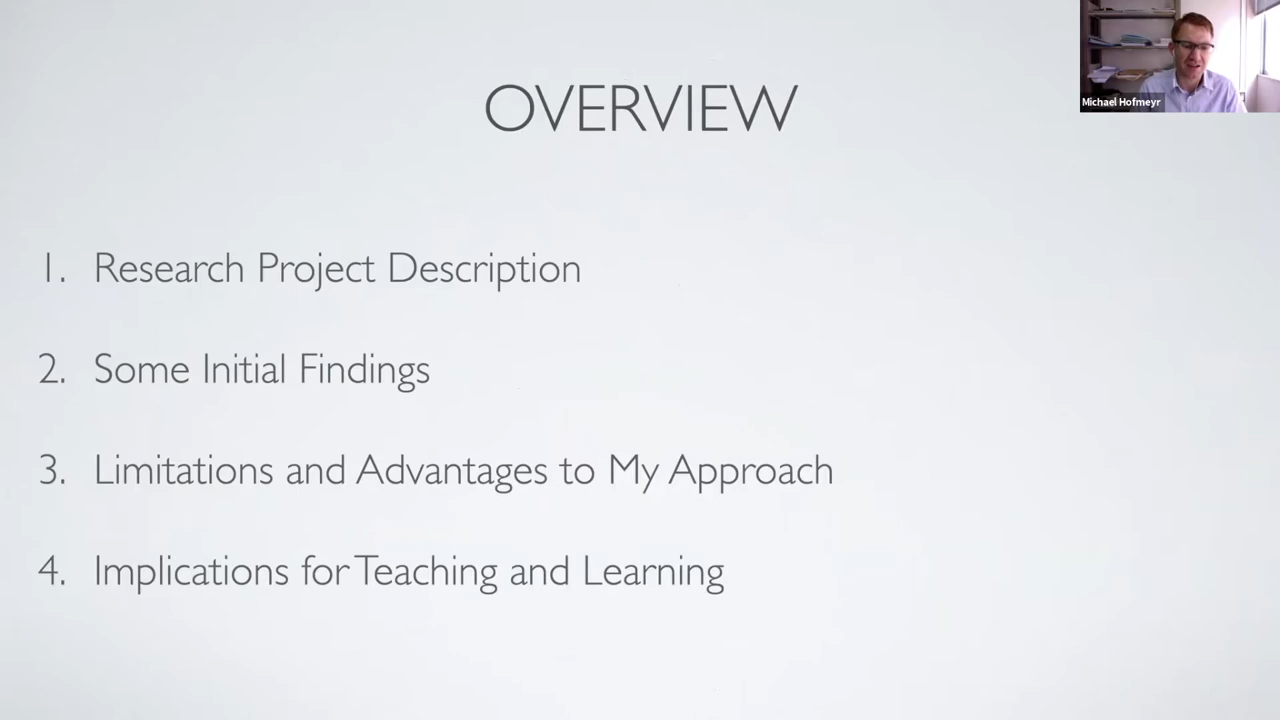 Michael Hofmeyr
OVERVIEW
1. Research Project Description
2. Some Initial Findings
3. Limitations and Advantages to My Approach
4. Implications for Teaching and Learning